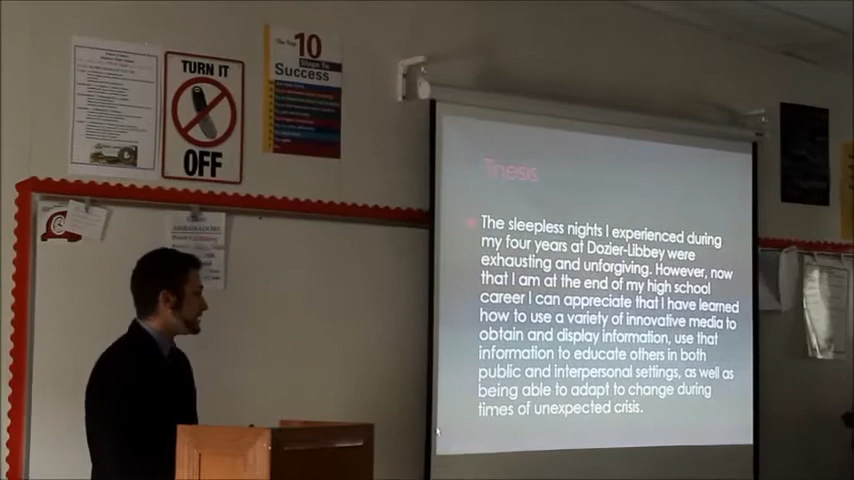 TURN IT
OFF
The Top 10
Steps To
Success
Thesis
The sleepless nights I experienced during
my four years at Dozier-Libbey were
exhausting and unforgiving. However, now
that I am at the end of my high school
career I can appreciate that I have learned
how to use a variety of innovative media to
obtain and display information, use that
information to educate others in both
public and interpersonal settings, as well as
being able to adapt to change during
times of unexpected crisis.